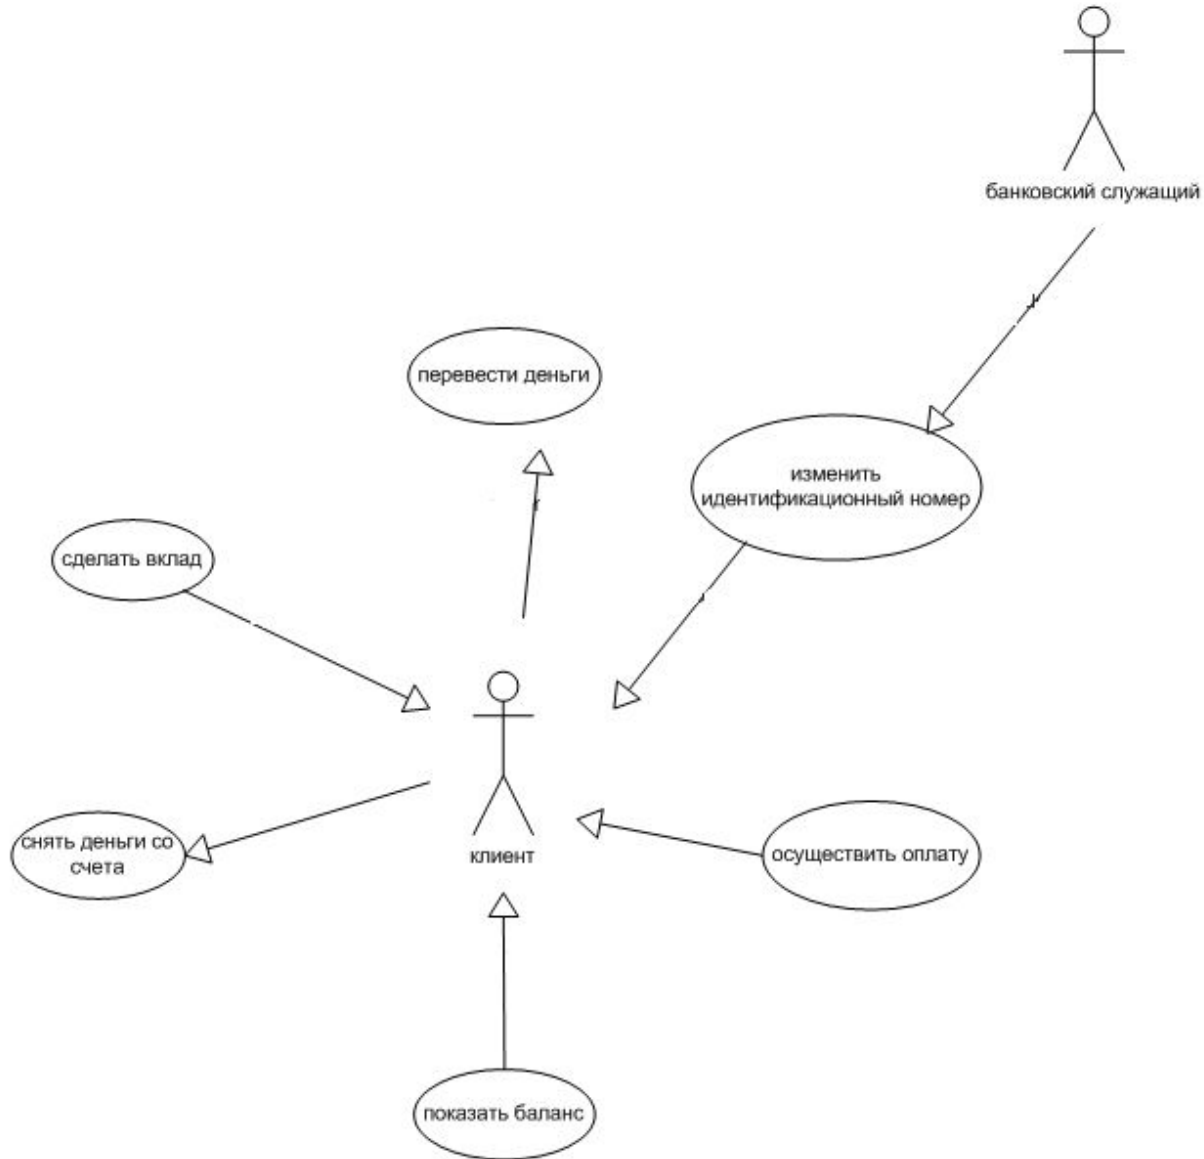 банковский служащий
перевести деньги
изменить
идентификационный номер
сделать вклад
снять деньги со
счета
клиент
осуществить оплату
показать баланс